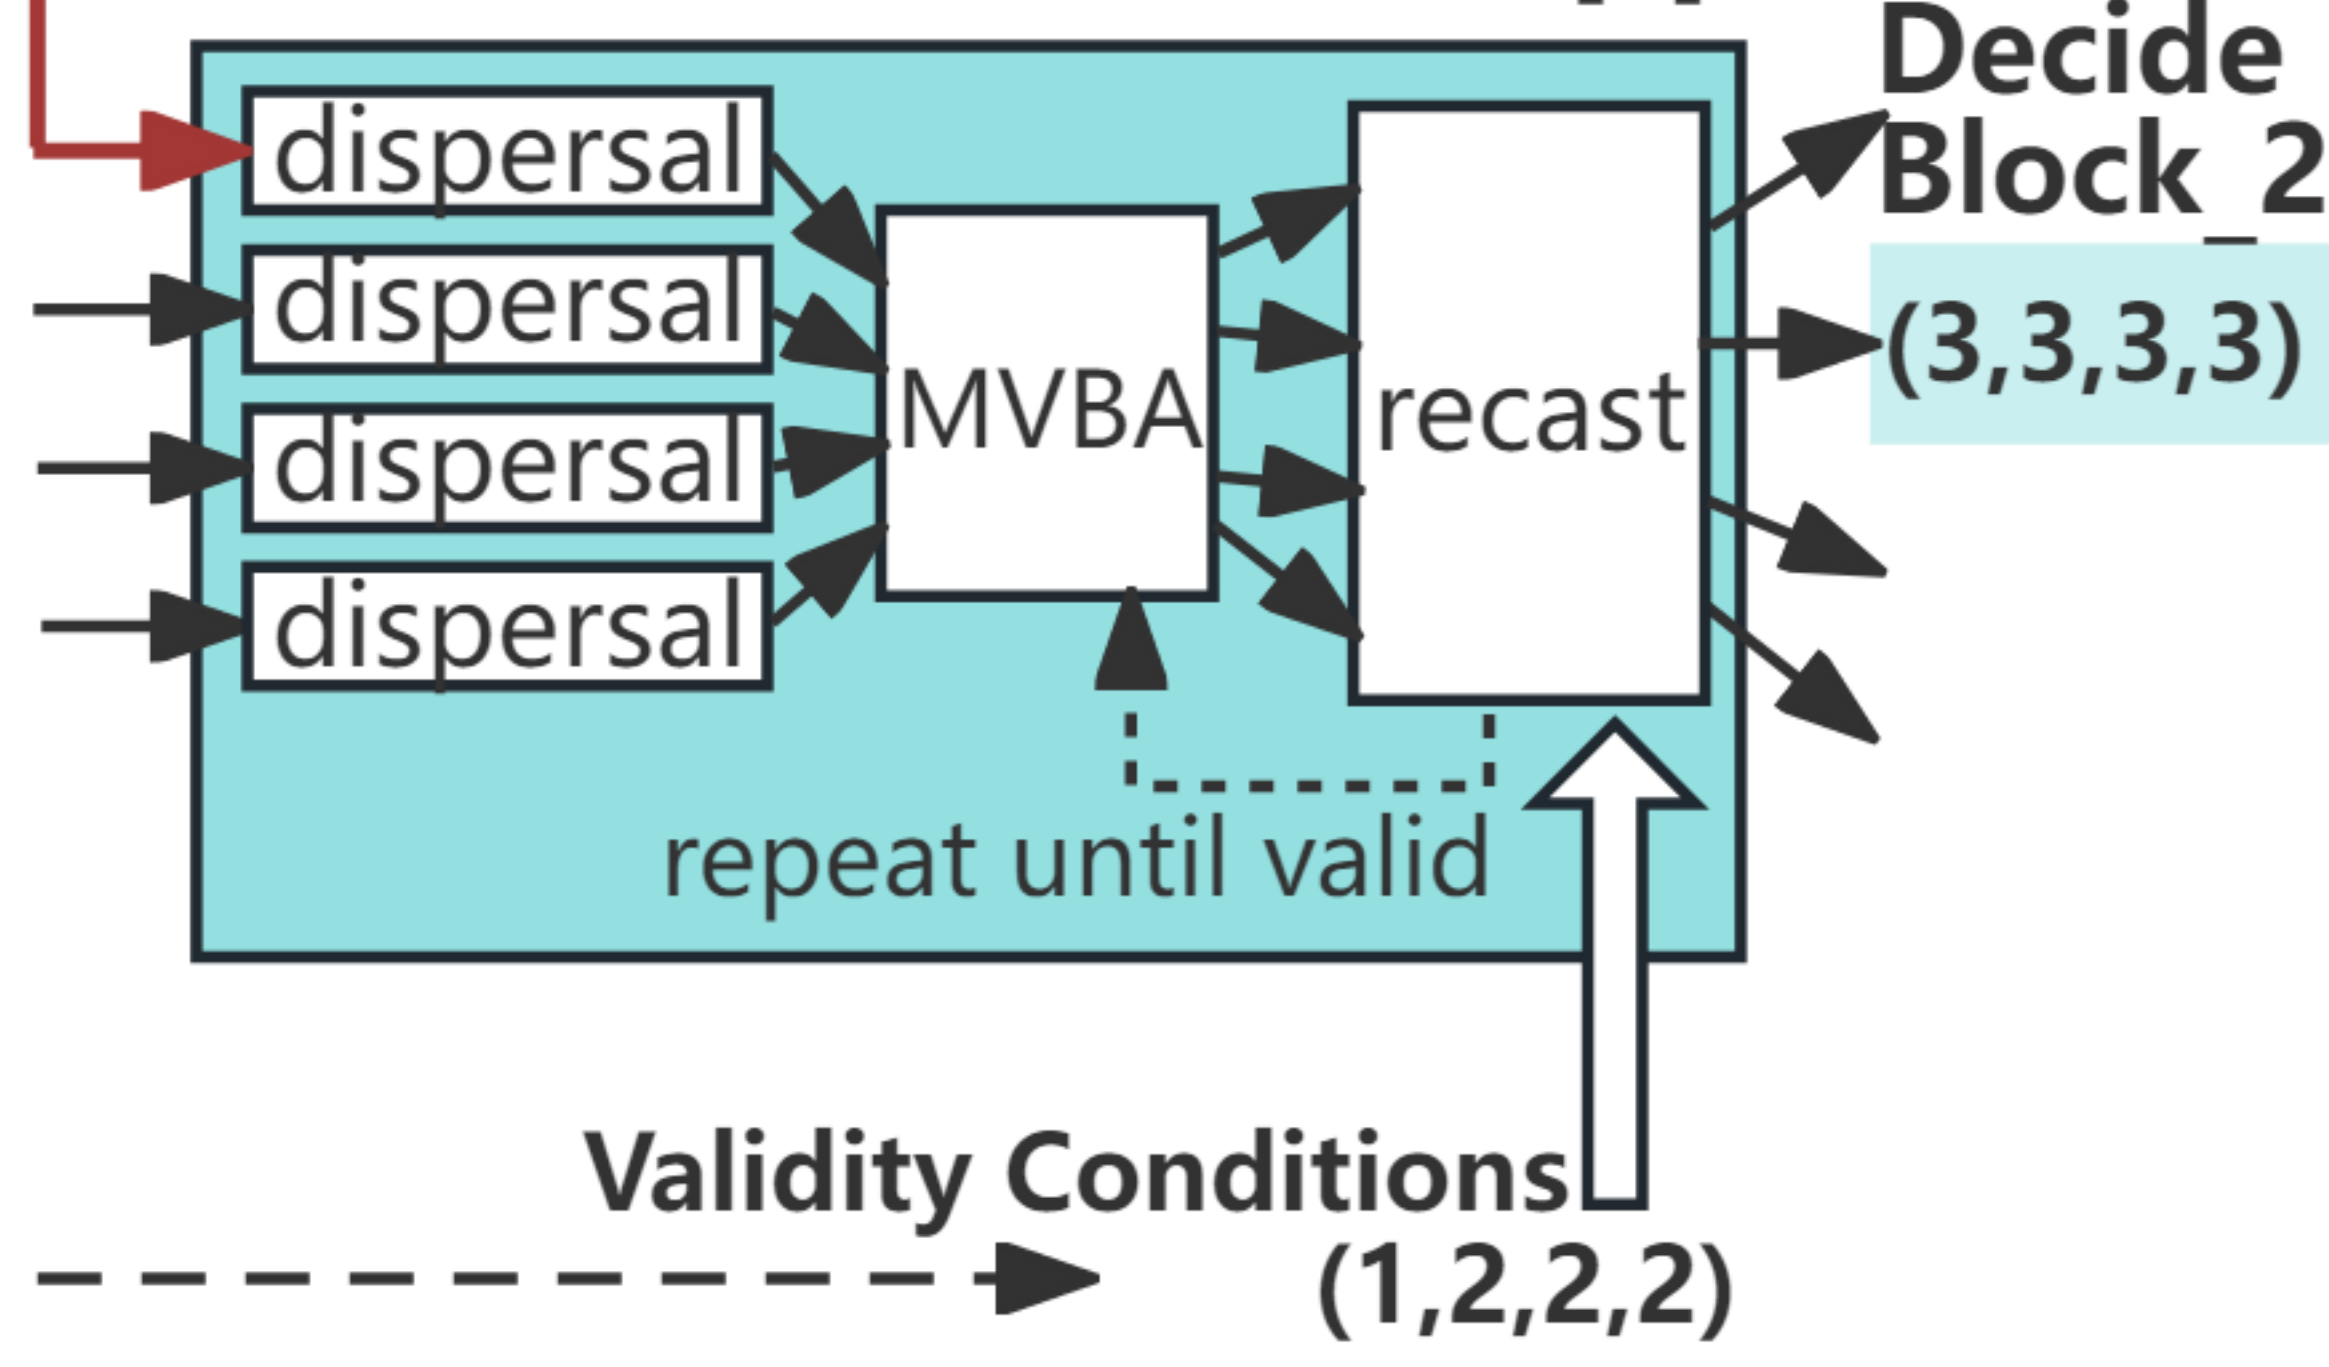 dispersal
dispersal
dispersal
dispersal
MVBA
recast
Decide
Block_2
(3,3,3,3)
repeat until valid
Validity Conditions
(1,2,2,2)